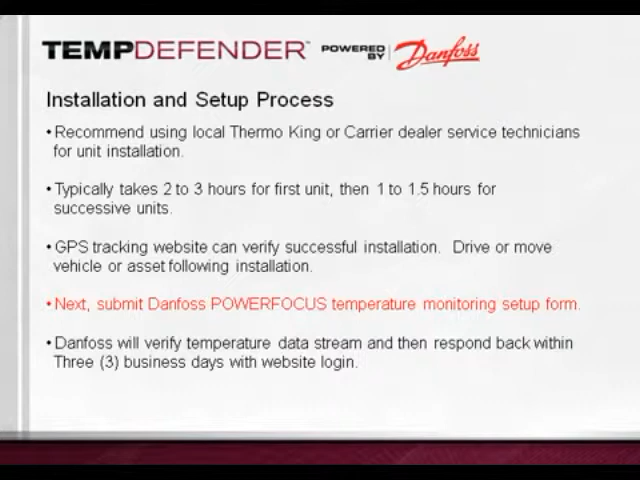 TEMPDEFENDER™ POWERED BY Danfoss
Installation and Setup Process
• Recommend using local Thermo King or Carrier dealer service technicians
for unit installation.
• Typically takes 2 to 3 hours for first unit, then 1 to 1.5 hours for
successive units.
• GPS tracking website can verify successful installation. Drive or move
vehicle or asset following installation.
• Next, submit Danfoss POWERFOCUS temperature monitoring setup form.
• Danfoss will verify temperature data stream and then respond back within
Three (3) business days with website login.